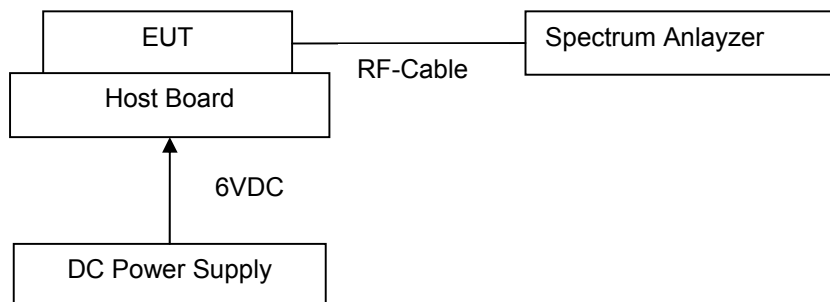 EUT
Spectrum Anlayzer
RF-Cable
Host Board
6VDC
DC Power Supply